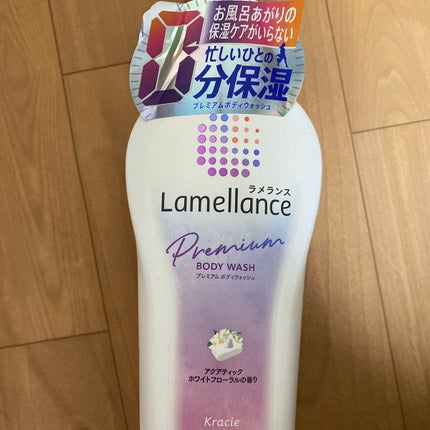 お風呂あがりの
保湿ケアがいらない
忙しいひとの
0分保湿
プレミアムボディウォッシュ
ラメランス
Lamellance
Premium
BODY WASH
プレミアム ボディウォッシュ
アクアティック
ホワイトフローラルの香り
Kracie